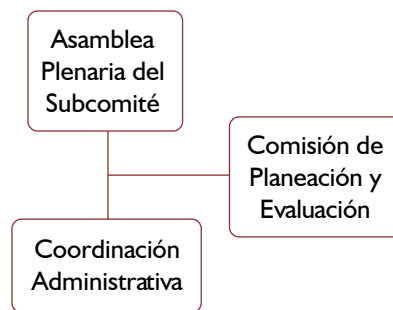 Asamblea
Plenaria del
Subcomité
Comisión de
Planeación y
Evaluación
Coordinación
Administrativa